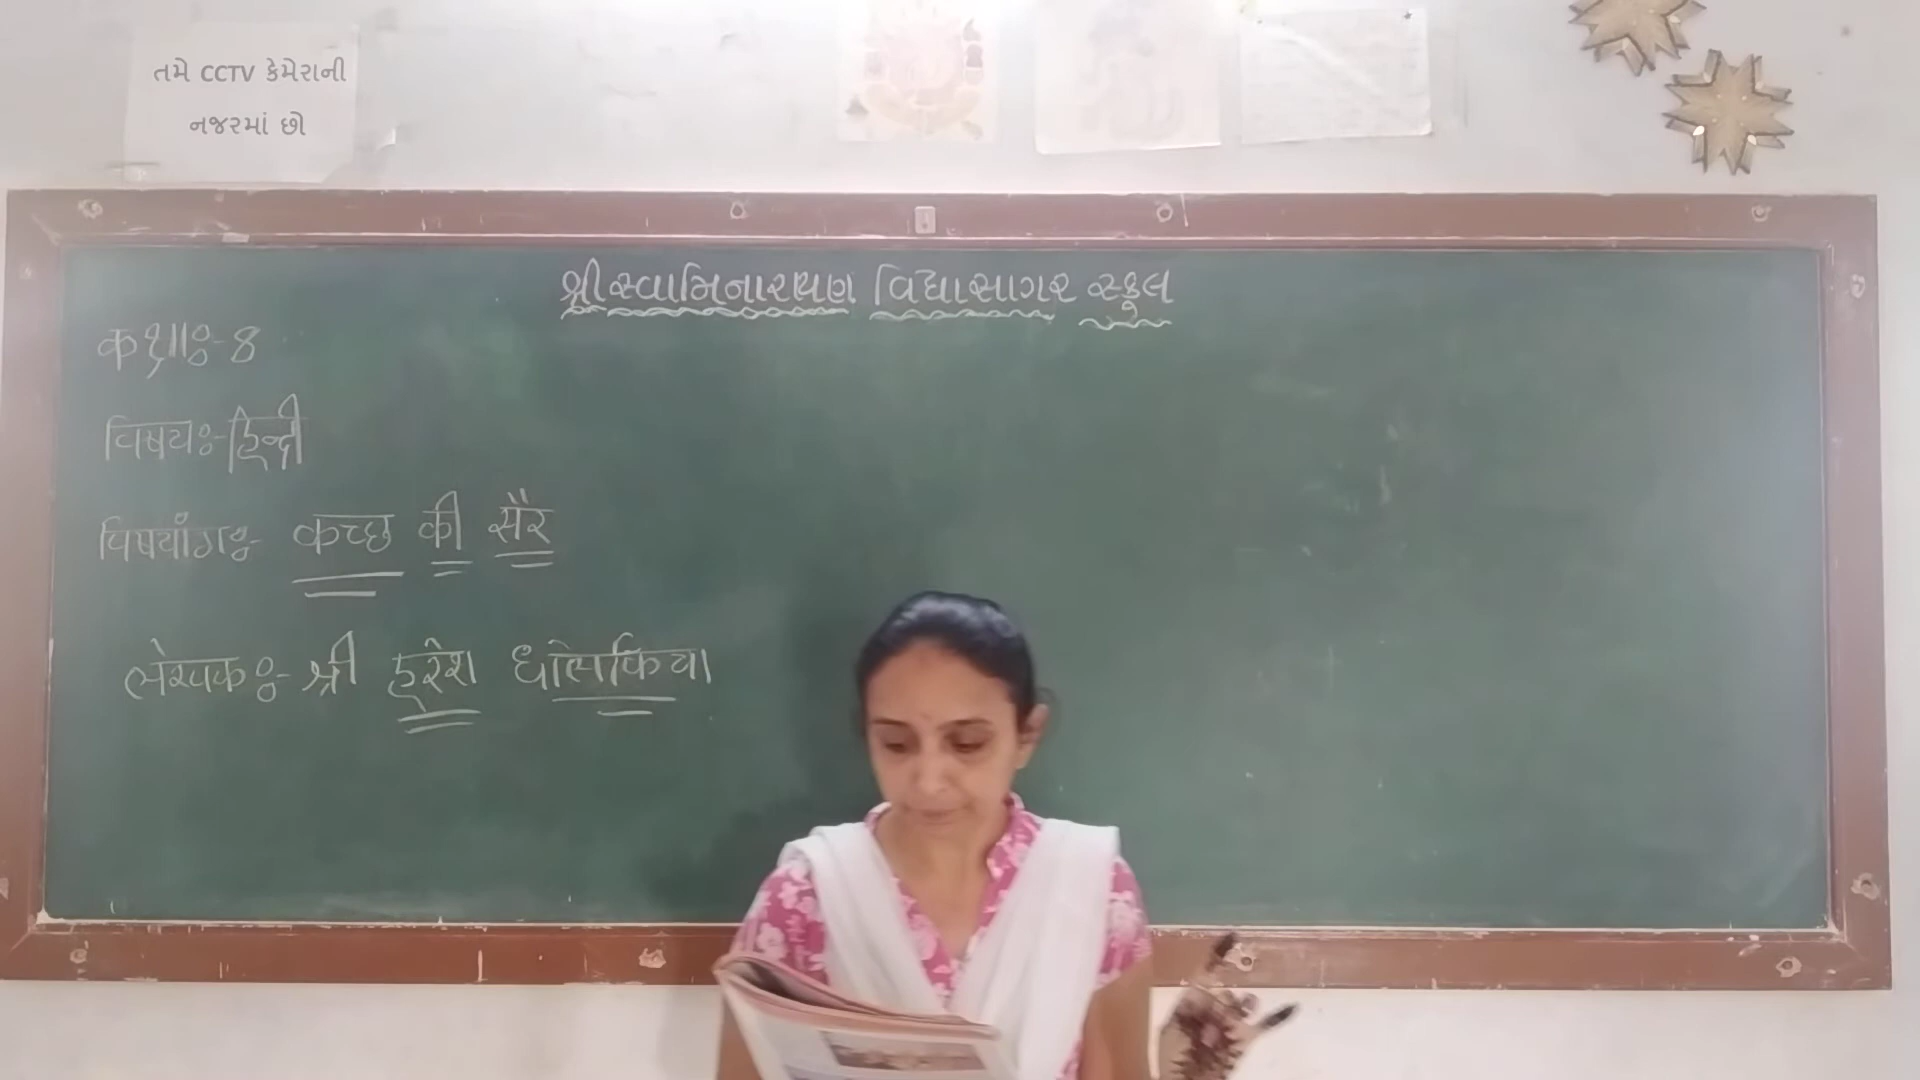 તમે CCTV કેમેરાની
નજરમાં છો
શ્રી સ્વામિનારાયણ વિદ્યાસાગર સ્કુલ
कक्षाः-8
विषयः-हिन्दी
विषयाँगः- कच्छ की सैर
लेखकः- श्री हरेश धोलकिया